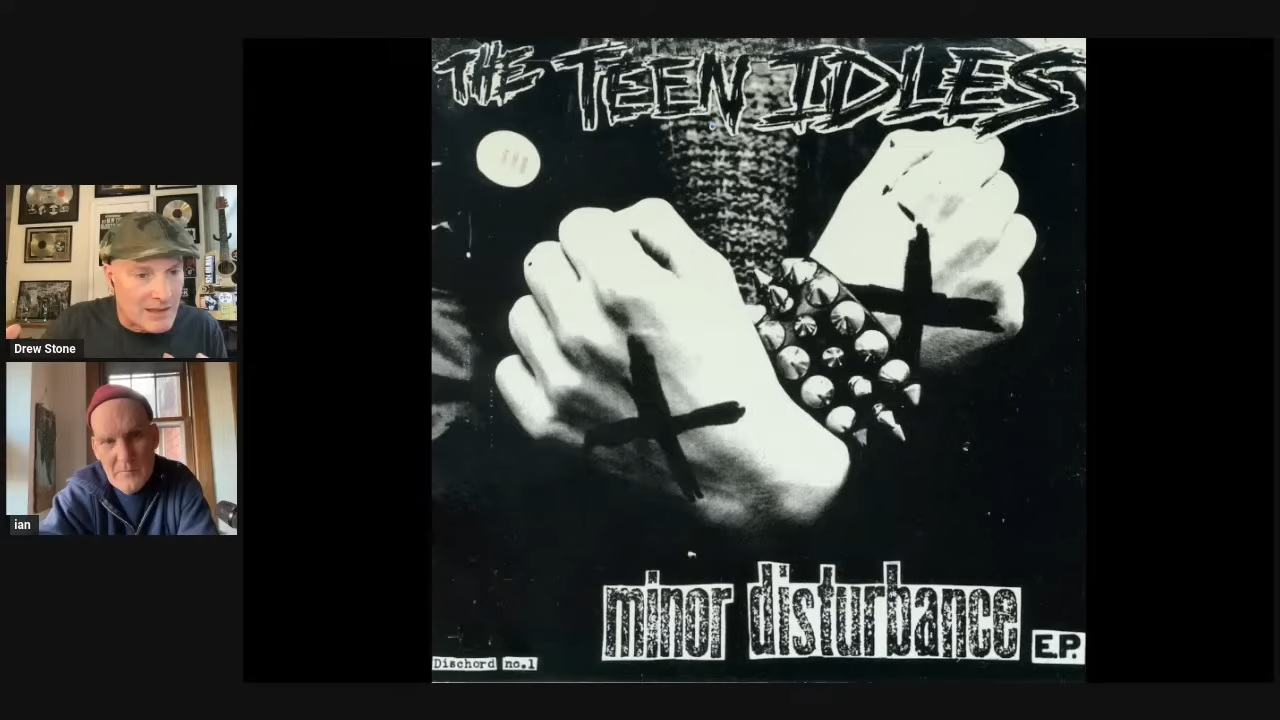 THE TEEN IDLES
Drew Stone
ian
minor disturbance
E.P.
Dischord no.1